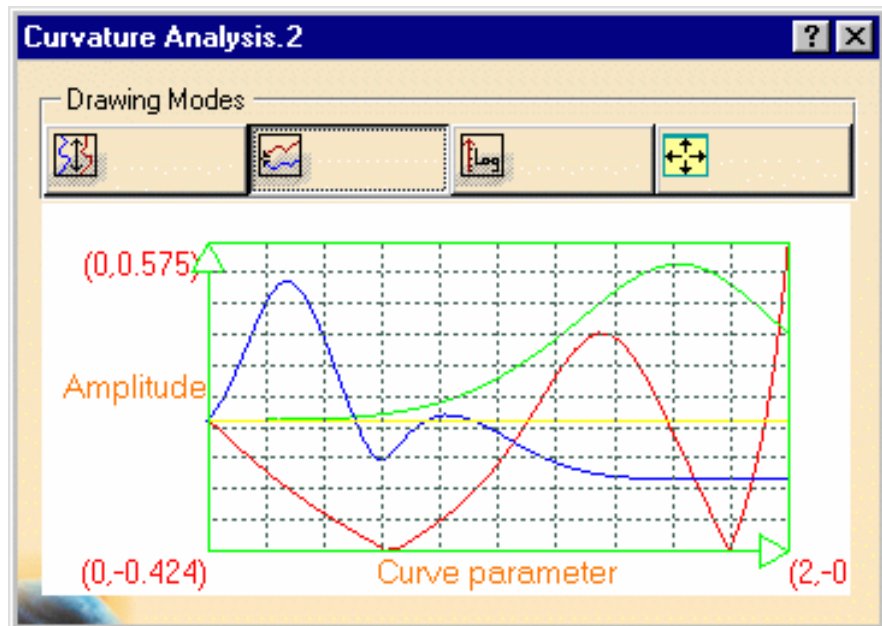 Curvature Analysis.2
Drawing Modes
Log
(0,0.575)
Amplitude
(0,-0.424)
Curve parameter
(2,-0